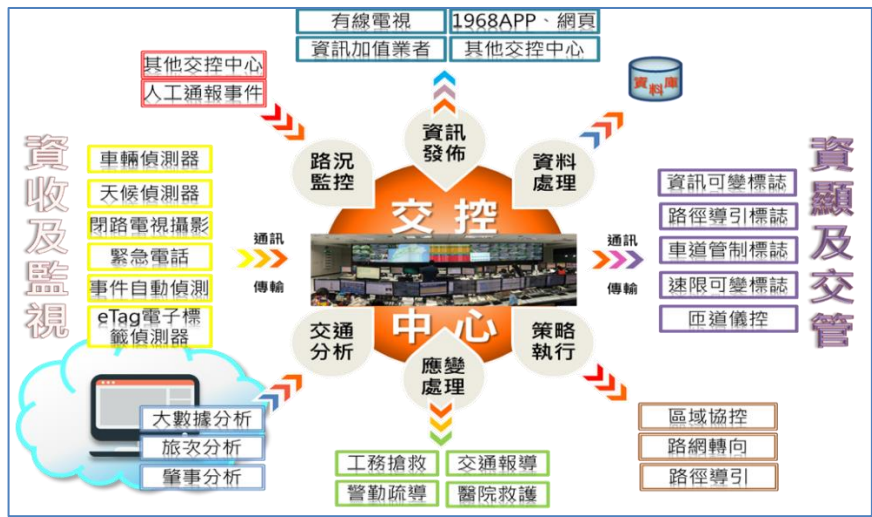 有線電視
1968APP、網頁
資訊加值業者
其他交控中心
其他交控中心
人工通報事件
資料庫
資訊
發佈
路況
監控
資料
處理
資收及監視
車輛偵測器
天候偵測器
閉路電視攝影
緊急電話
事件自動偵測
eTag電子標
籤偵測器
通訊
傳輸
交控
中心
通訊
傳輸
資訊可變標誌
路徑導引標誌
車道管制標誌
速限可變標誌
匝道儀控
資顯及交管
交通
分析
應變
處理
策略
執行
大數據分析
旅次分析
肇事分析
工務搶救
交通報導
警勤疏導
醫院救護
區域協控
路網轉向
路徑導引